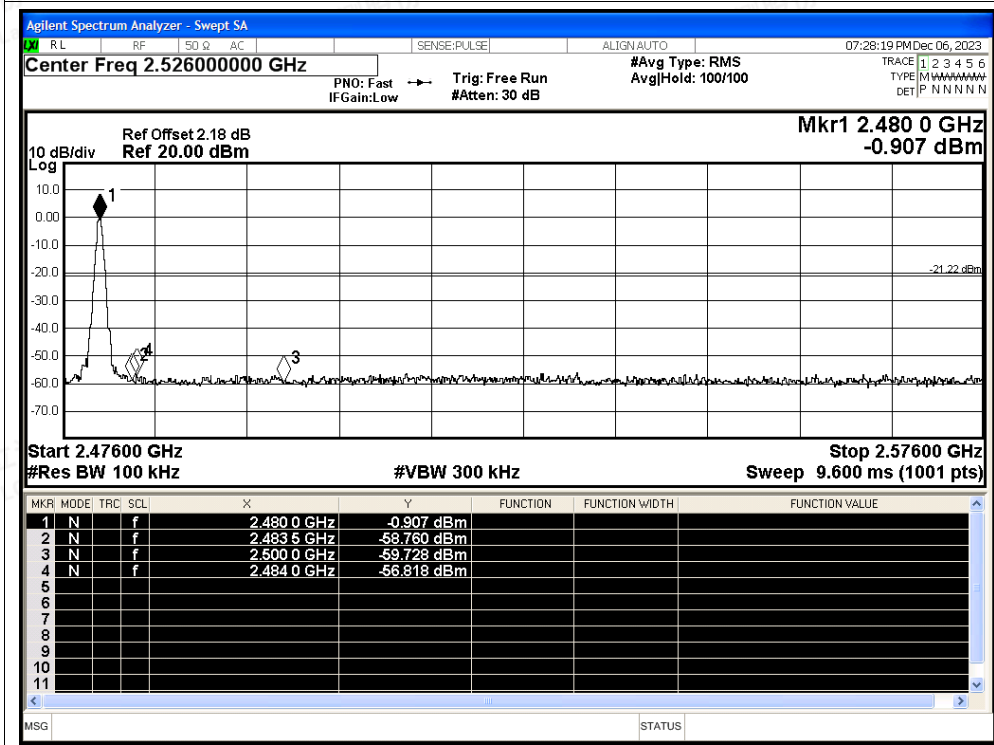 Agilent Spectrum Analyzer - Swept SA
LXI RL RF 50 Ω AC SENSE:PULSE ALIGN AUTO 07:28:19 PM Dec 06, 2023
Center Freq 2.526000000 GHz
PNO: Fast Trig: Free Run
IFGain:Low #Atten: 30 dB
#Avg Type: RMS
Avg|Hold: 100/100
TRACE 1 2 3 4 5 6
TYPE M
DET P N N N N N
Ref Offset 2.18 dB
Mkr1 2.480 0 GHz
10 dB/div Ref 20.00 dBm -0.907 dBm
Log
10.0
1
0.00
-10.0
-20.0
-21.22 dBm
-30.0
-40.0
-50.0
2 4 3
-60.0
-70.0
Start 2.47600 GHz Stop 2.57600 GHz
#Res BW 100 kHz #VBW 300 kHz Sweep 9.600 ms (1001 pts)
MKR MODE TRC SCL X Y FUNCTION FUNCTION WIDTH FUNCTION VALUE
1 N f 2.480 0 GHz -0.907 dBm
2 N f 2.483 5 GHz -58.760 dBm
3 N f 2.500 0 GHz -59.728 dBm
4 N f 2.484 0 GHz -56.818 dBm
5
6
7
8
9
10
11
MSG STATUS